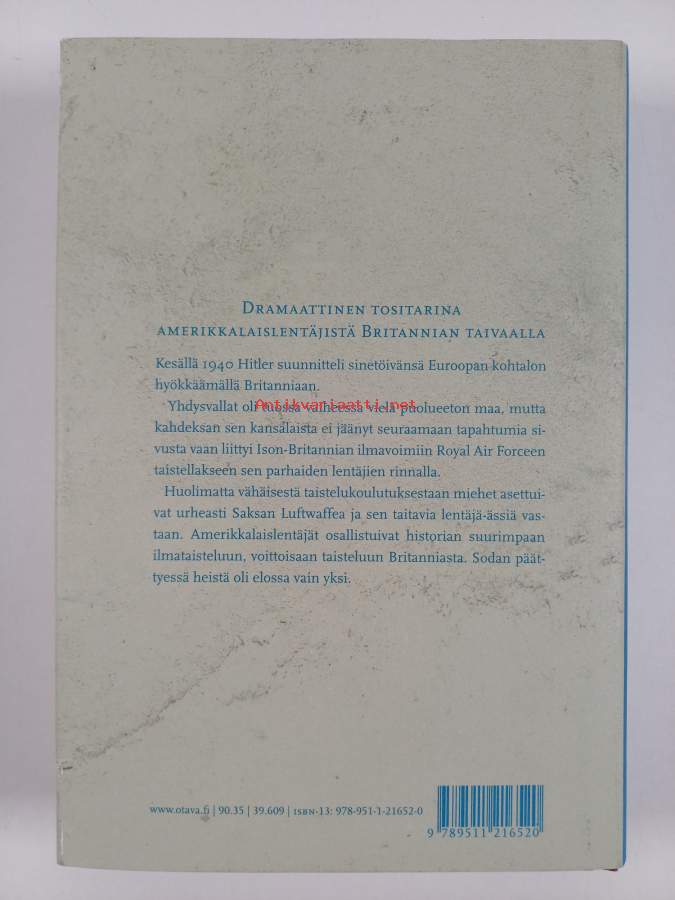 DRAMAATTINEN TOSITARINA
AMERIKKALAISLENTÄJISTÄ BRITANNIAN TAIVAALLA
Kesällä 1940 Hitler suunnitteli sinetöivänsä Euroopan kohtalon
hyökkäämällä Britanniaan.
Antikvariaatti.net
Yhdysvallat oli tuossa vaiheessa vielä puolueeton maa, mutta
kahdeksan sen kansalaista ei jäänyt seuraamaan tapahtumia si-
vusta vaan liittyi Ison-Britannian ilmavoimiin Royal Air Forceen
taistellakseen sen parhaiden lentäjien rinnalla.
Huolimatta vähäisestä taistelukoulutuksestaan miehet asettui-
vat urheasti Saksan Luftwaffea ja sen taitavia lentäjä-ässiä vas-
taan. Amerikkalaislentäjät osallistuivat historian suurimpaan
ilmataisteluun, voittoisaan taisteluun Britanniasta. Sodan päät-
tyessä heistä oli elossa vain yksi.
www.otava.fi | 90.35 | 39.609 | ISBN-13: 978-951-1-21652-0
9 789511 216520